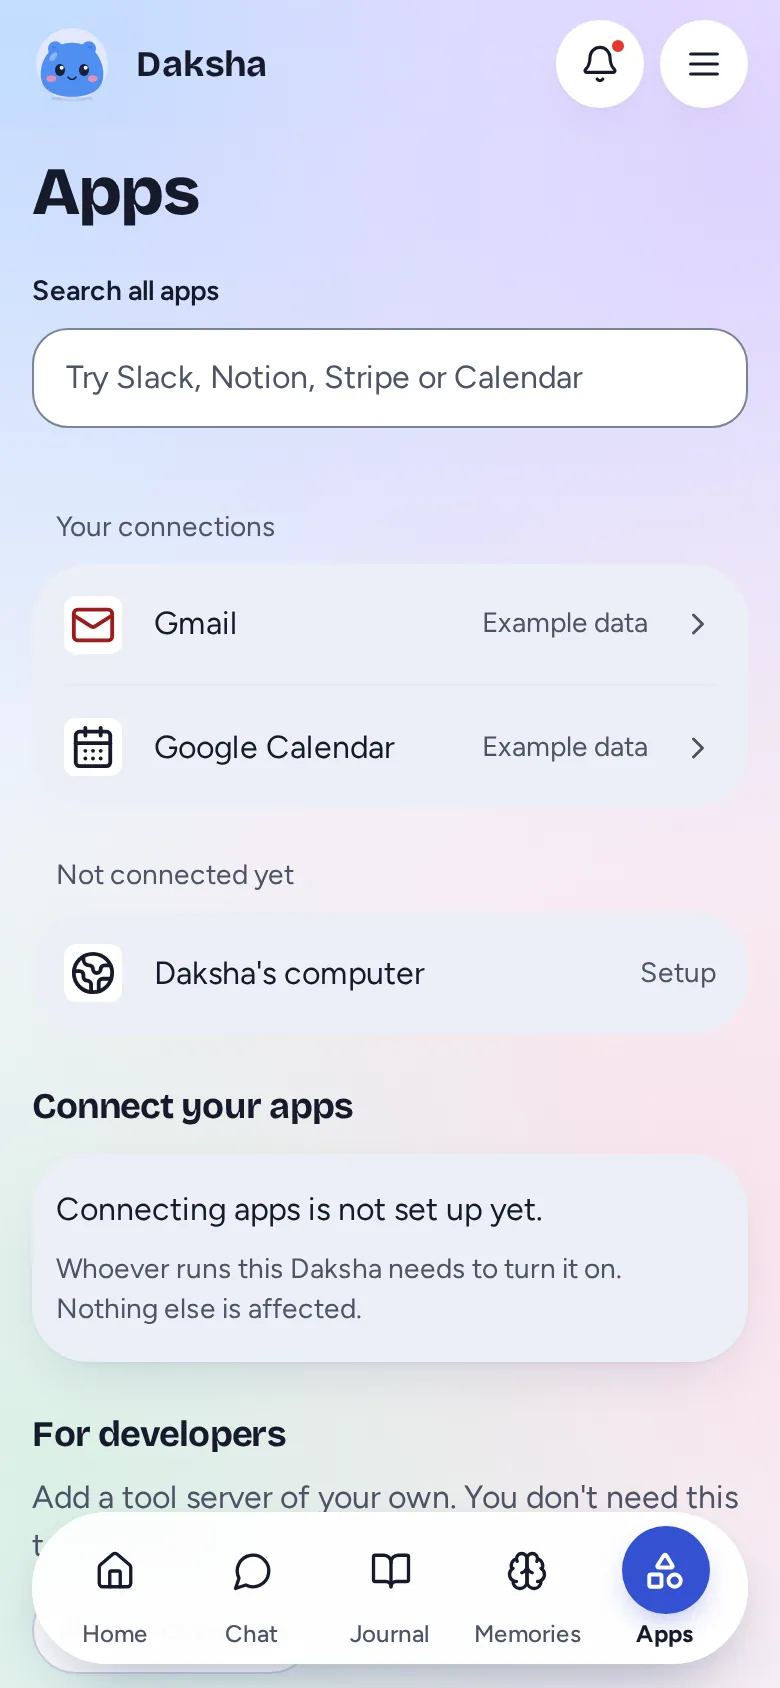 Daksha
Apps
Search all apps
Try Slack, Notion, Stripe or Calendar
Your connections
Gmail
Example data
Google Calendar
Example data
Not connected yet
Daksha's computer
Setup
Connect your apps
Connecting apps is not set up yet.
Whoever runs this Daksha needs to turn it on.
Nothing else is affected.
For developers
Add a tool server of your own. You don't need this
Home
Chat
Journal
Memories
Apps